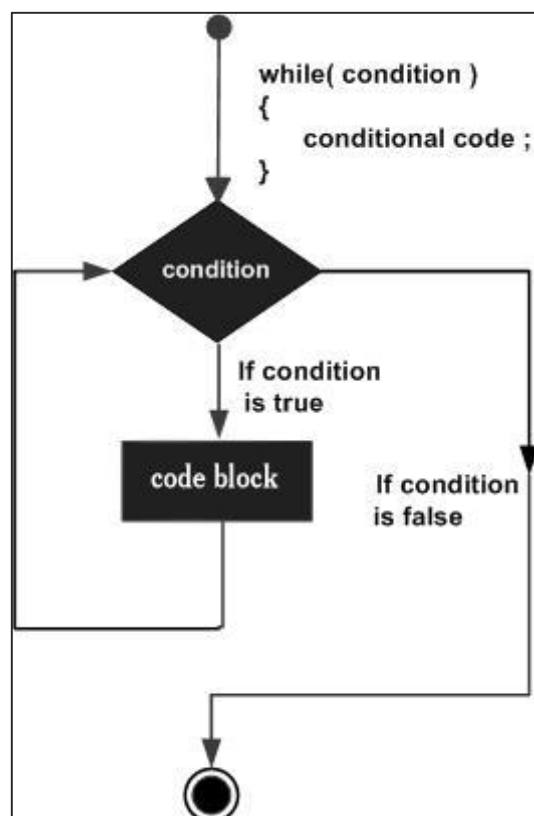 while( condition )
{
conditional code ;
}
condition
If condition
is true
code block
If condition
is false